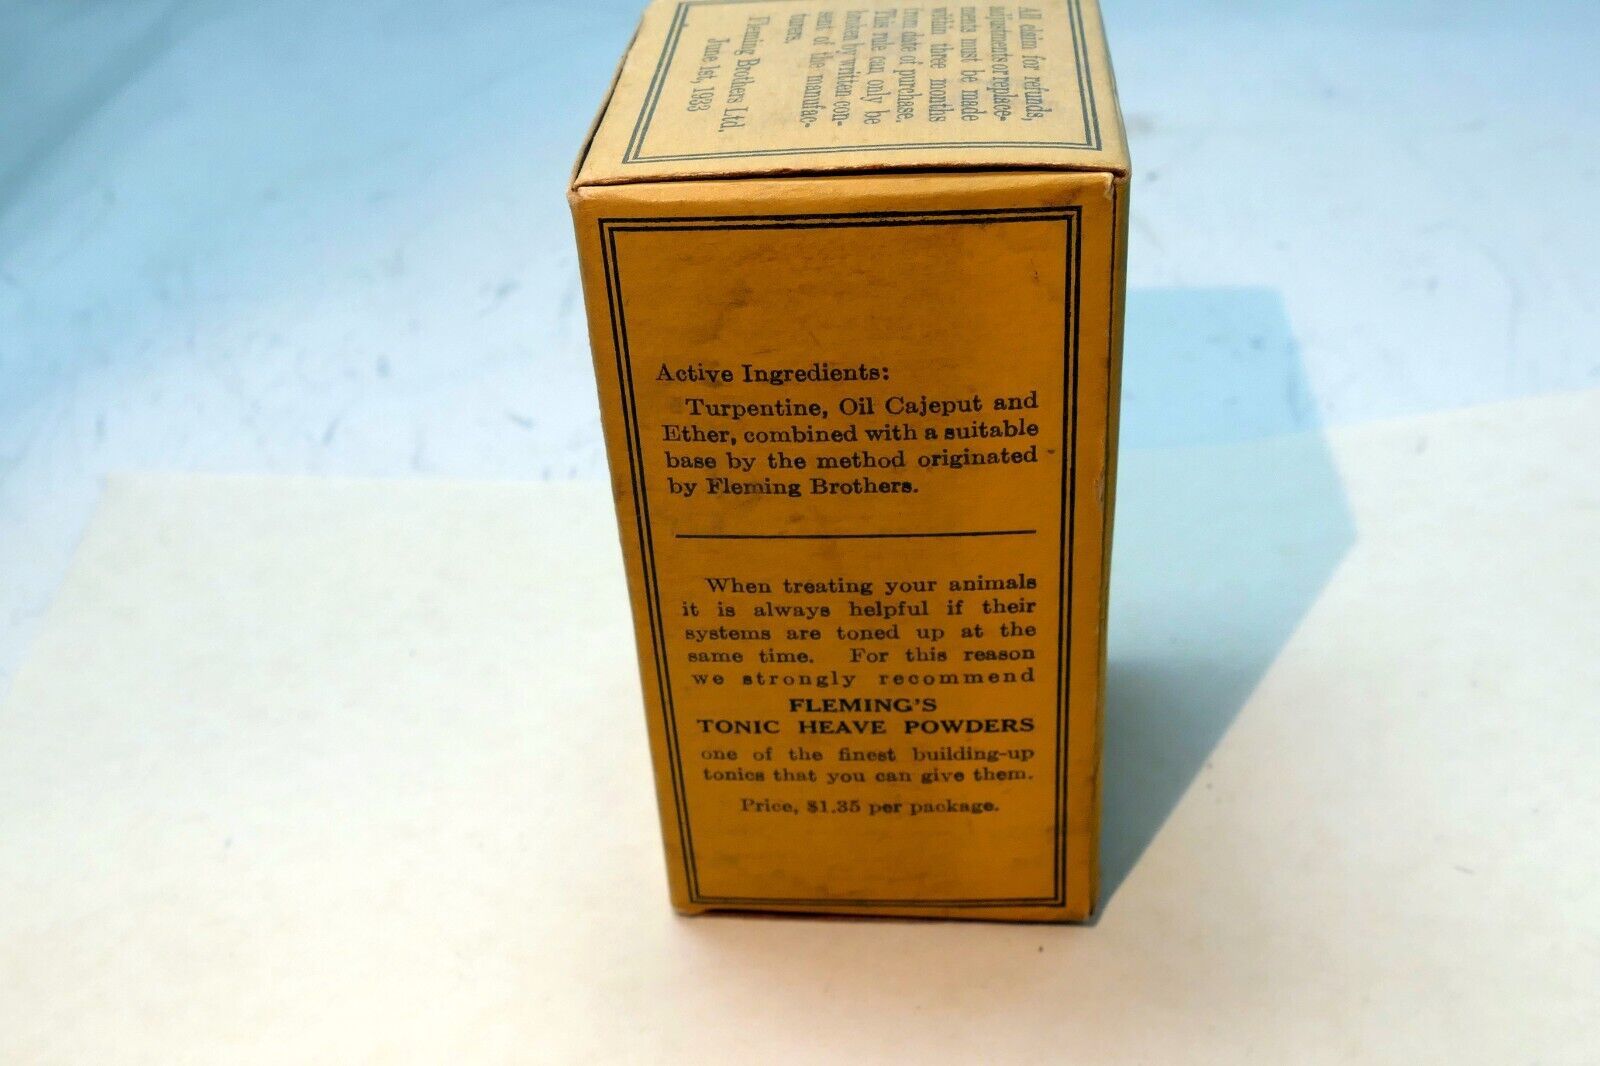 All claim for refunds,
adjustments or replace-
ments must be made
within three months
from date of purchase.
This rule can only be
broken by written con-
sent of the manufac-
turers.
Fleming Brothers Ltd.
June 1st, 1933
Active Ingredients:
Turpentine, Oil Cajeput and
Ether, combined with a suitable
base by the method originated
by Fleming Brothers.
When treating your animals
it is always helpful if their
systems are toned up at the
same time. For this reason
we strongly recommend
FLEMING'S
TONIC HEAVE POWDERS
one of the finest building-up
tonics that you can give them.
Price, $1.35 per package.